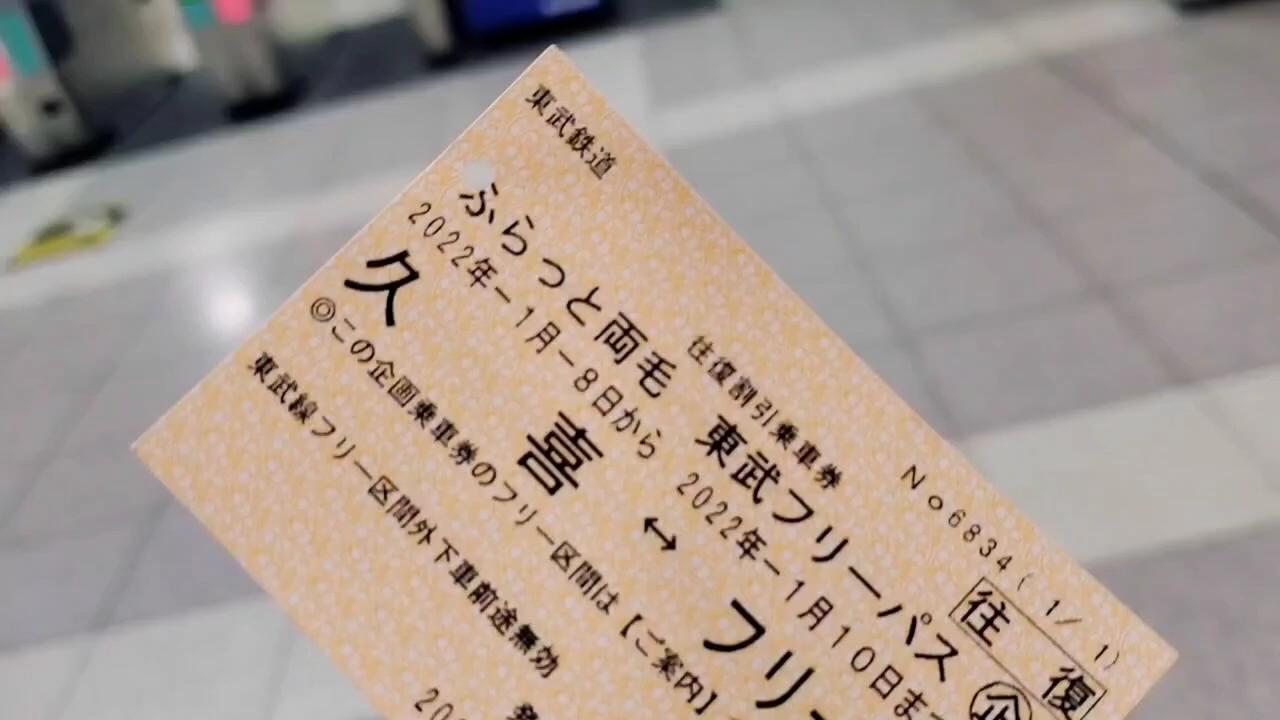 東武鉄道
往復割引乗車券 No6834(1/1)
ふらっと両毛 東武フリーパス 往復
2022年-1月-8日から 2022年-1月10日ま 企
久喜 ↔ フリー
◎この企画乗車券のフリー区間は【ご案内】
東武線フリー区間外下車前途無効